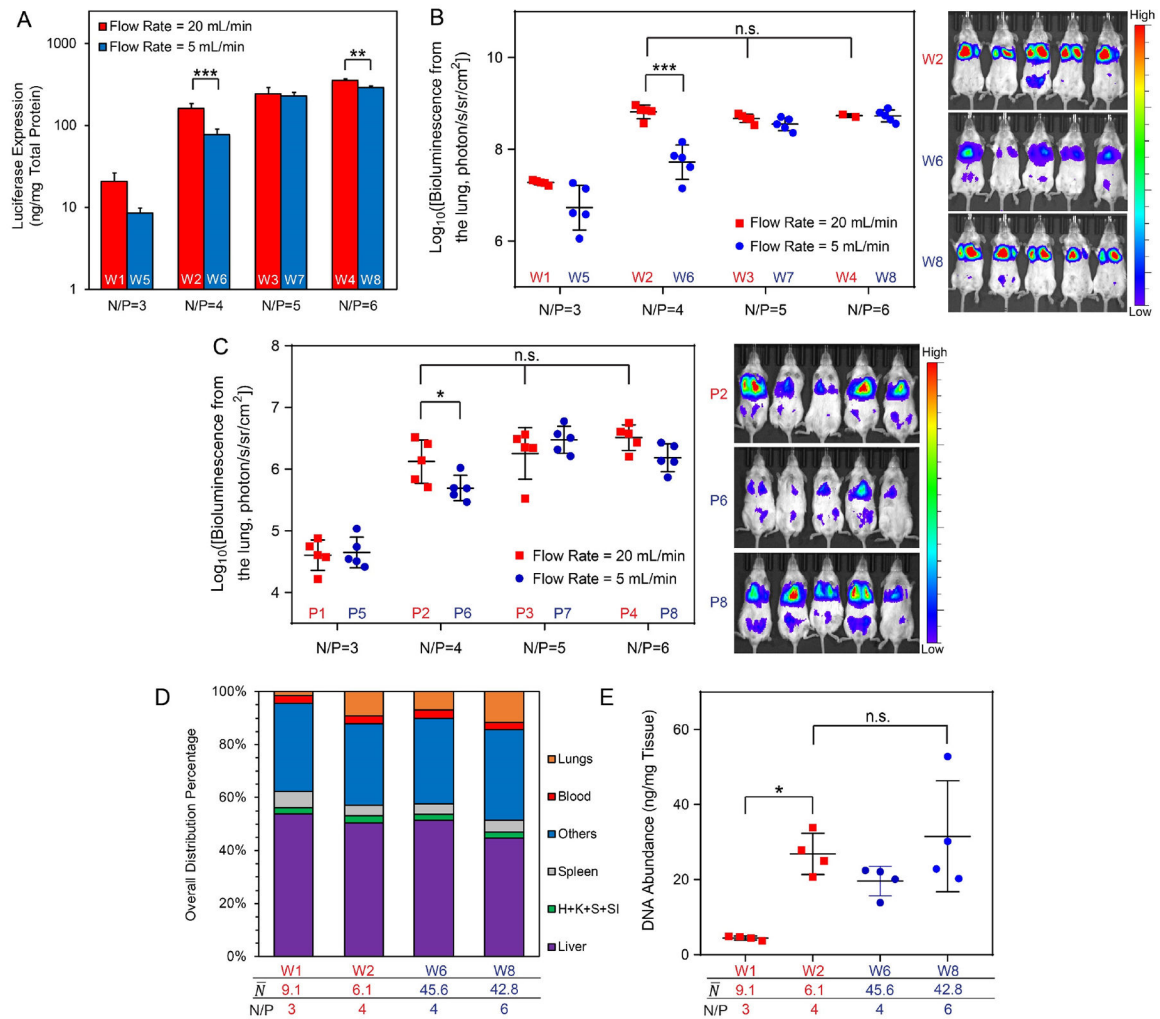 A
Flow Rate = 20 mL/min
Flow Rate = 5 mL/min
Luciferase Expression
(ng/mg Total Protein)
1000
100
10
1
***
**
W1 W5 W2 W6 W3 W7 W4 W8
N/P=3 N/P=4 N/P=5 N/P=6
B
Log10([Bioluminescence from
the lung, photon/s/sr/cm2])
10
8
6
n.s.
***
Flow Rate = 20 mL/min
Flow Rate = 5 mL/min
W1 W5 W2 W6 W3 W7 W4 W8
N/P=3 N/P=4 N/P=5 N/P=6
W2
W6
W8
High
Low
C
Log10([Bioluminescence from
the lung, photon/s/sr/cm2])
8
7
6
5
4
n.s.
*
Flow Rate = 20 mL/min
Flow Rate = 5 mL/min
P1 P5 P2 P6 P3 P7 P4 P8
N/P=3 N/P=4 N/P=5 N/P=6
P2
P6
P8
High
Low
D
Overall Distribution Percentage
100%
80%
60%
40%
20%
0%
Lungs
Blood
Others
Spleen
H+K+S+SI
Liver
W1 W2 W6 W8
N̅ 9.1 6.1 45.6 42.8
N/P 3 4 4 6
E
DNA Abundance (ng/mg Tissue)
60
40
20
0
n.s.
*
W1 W2 W6 W8
N̅ 9.1 6.1 45.6 42.8
N/P 3 4 4 6